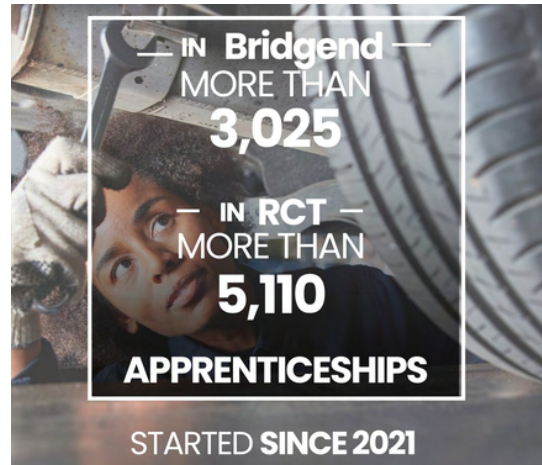 IN Bridgend
MORE THAN
3,025
IN RCT
MORE THAN
5,110
APPRENTICESHIPS
STARTED SINCE 2021